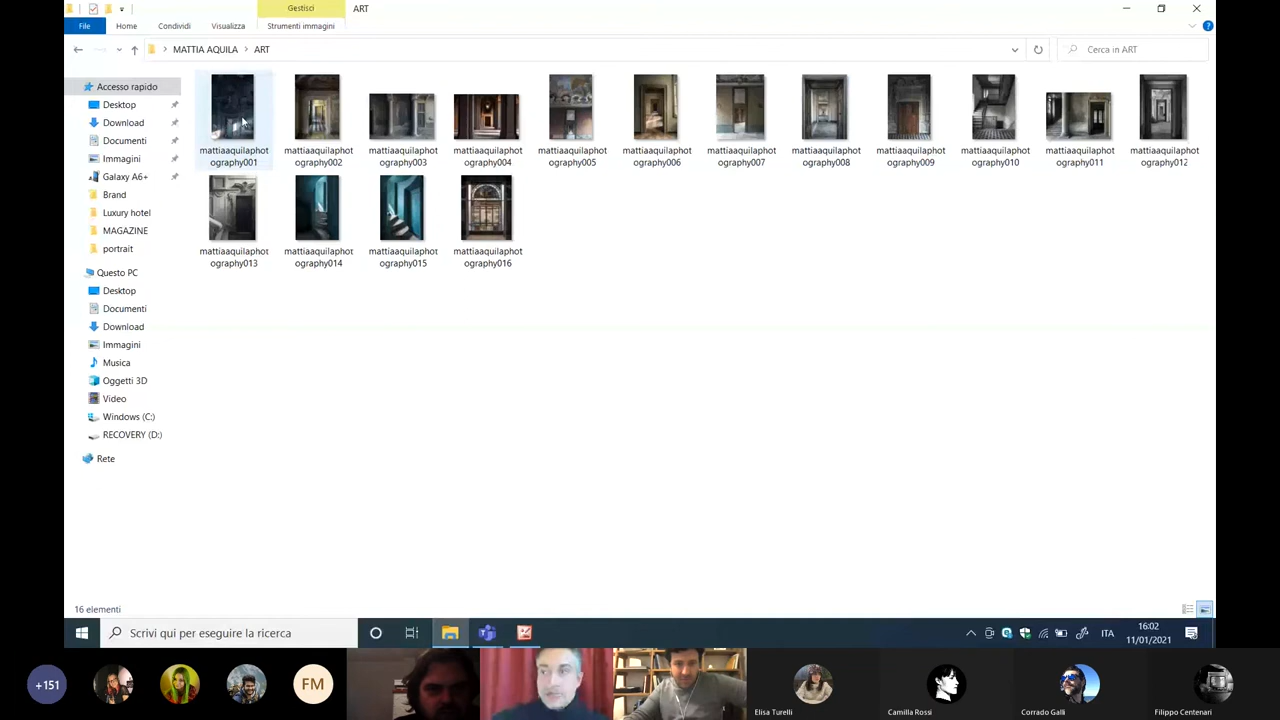 Gestisci
ART
File
Home
Condividi
Visualizza
Strumenti immagini
MATTIA AQUILA
ART
Cerca in ART
Accesso rapido
Desktop
Download
Documenti
Immagini
Galaxy A6+
Brand
Luxury hotel
MAGAZINE
portrait
Questo PC
Desktop
Documenti
Download
Immagini
Musica
Oggetti 3D
Video
Windows (C:)
RECOVERY (D:)
Rete
mattiaaquilaphot
ography001
mattiaaquilaphot
ography002
mattiaaquilaphot
ography003
mattiaaquilaphot
ography004
mattiaaquilaphot
ography005
mattiaaquilaphot
ography006
mattiaaquilaphot
ography007
mattiaaquilaphot
ography008
mattiaaquilaphot
ography009
mattiaaquilaphot
ography010
mattiaaquilaphot
ography011
mattiaaquilaphot
ography012
mattiaaquilaphot
ography013
mattiaaquilaphot
ography014
mattiaaquilaphot
ography015
mattiaaquilaphot
ography016
16 elementi
Scrivi qui per eseguire la ricerca
ITA
16:02
11/01/2021
+151
FM
Elisa Turelli
Camilla Rossi
Corrado Galli
Filippo Centenari